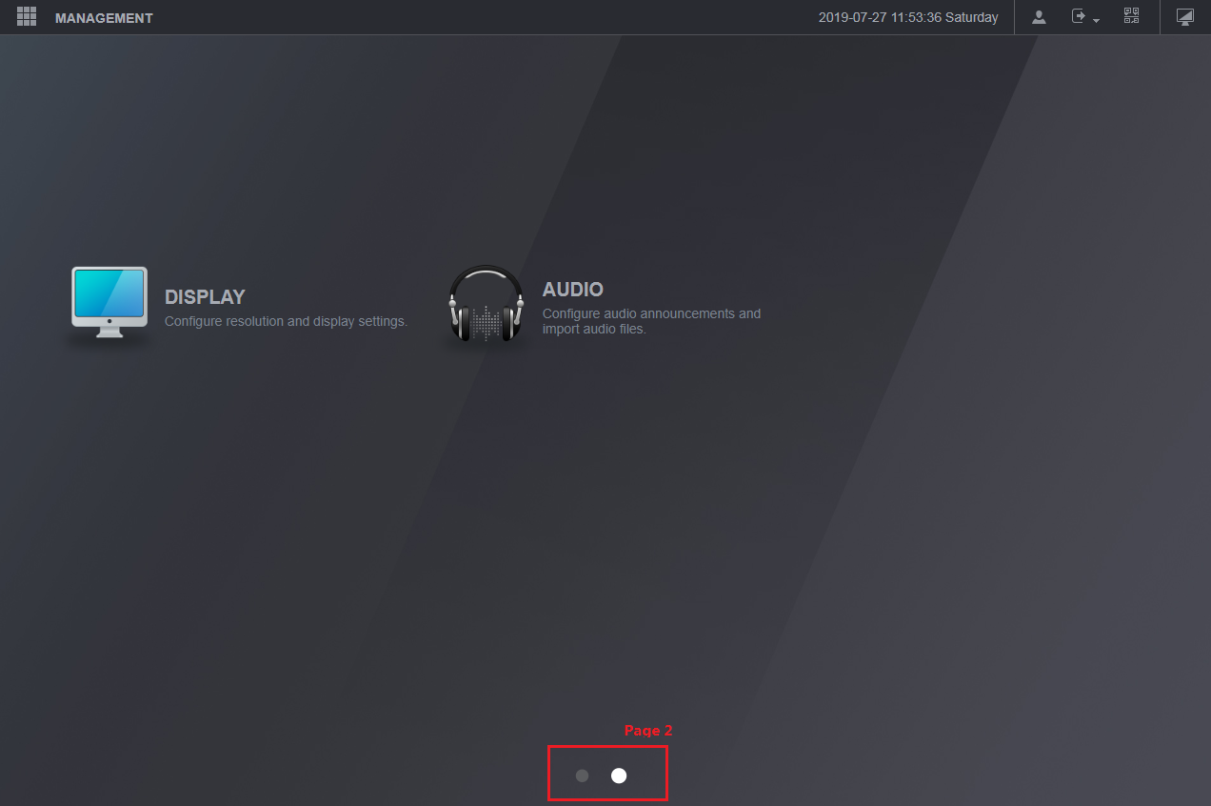 MANAGEMENT
2019-07-27 11:53:36 Saturday
DISPLAY
Configure resolution and display settings.
AUDIO
Configure audio announcements and
import audio files.
Page 2